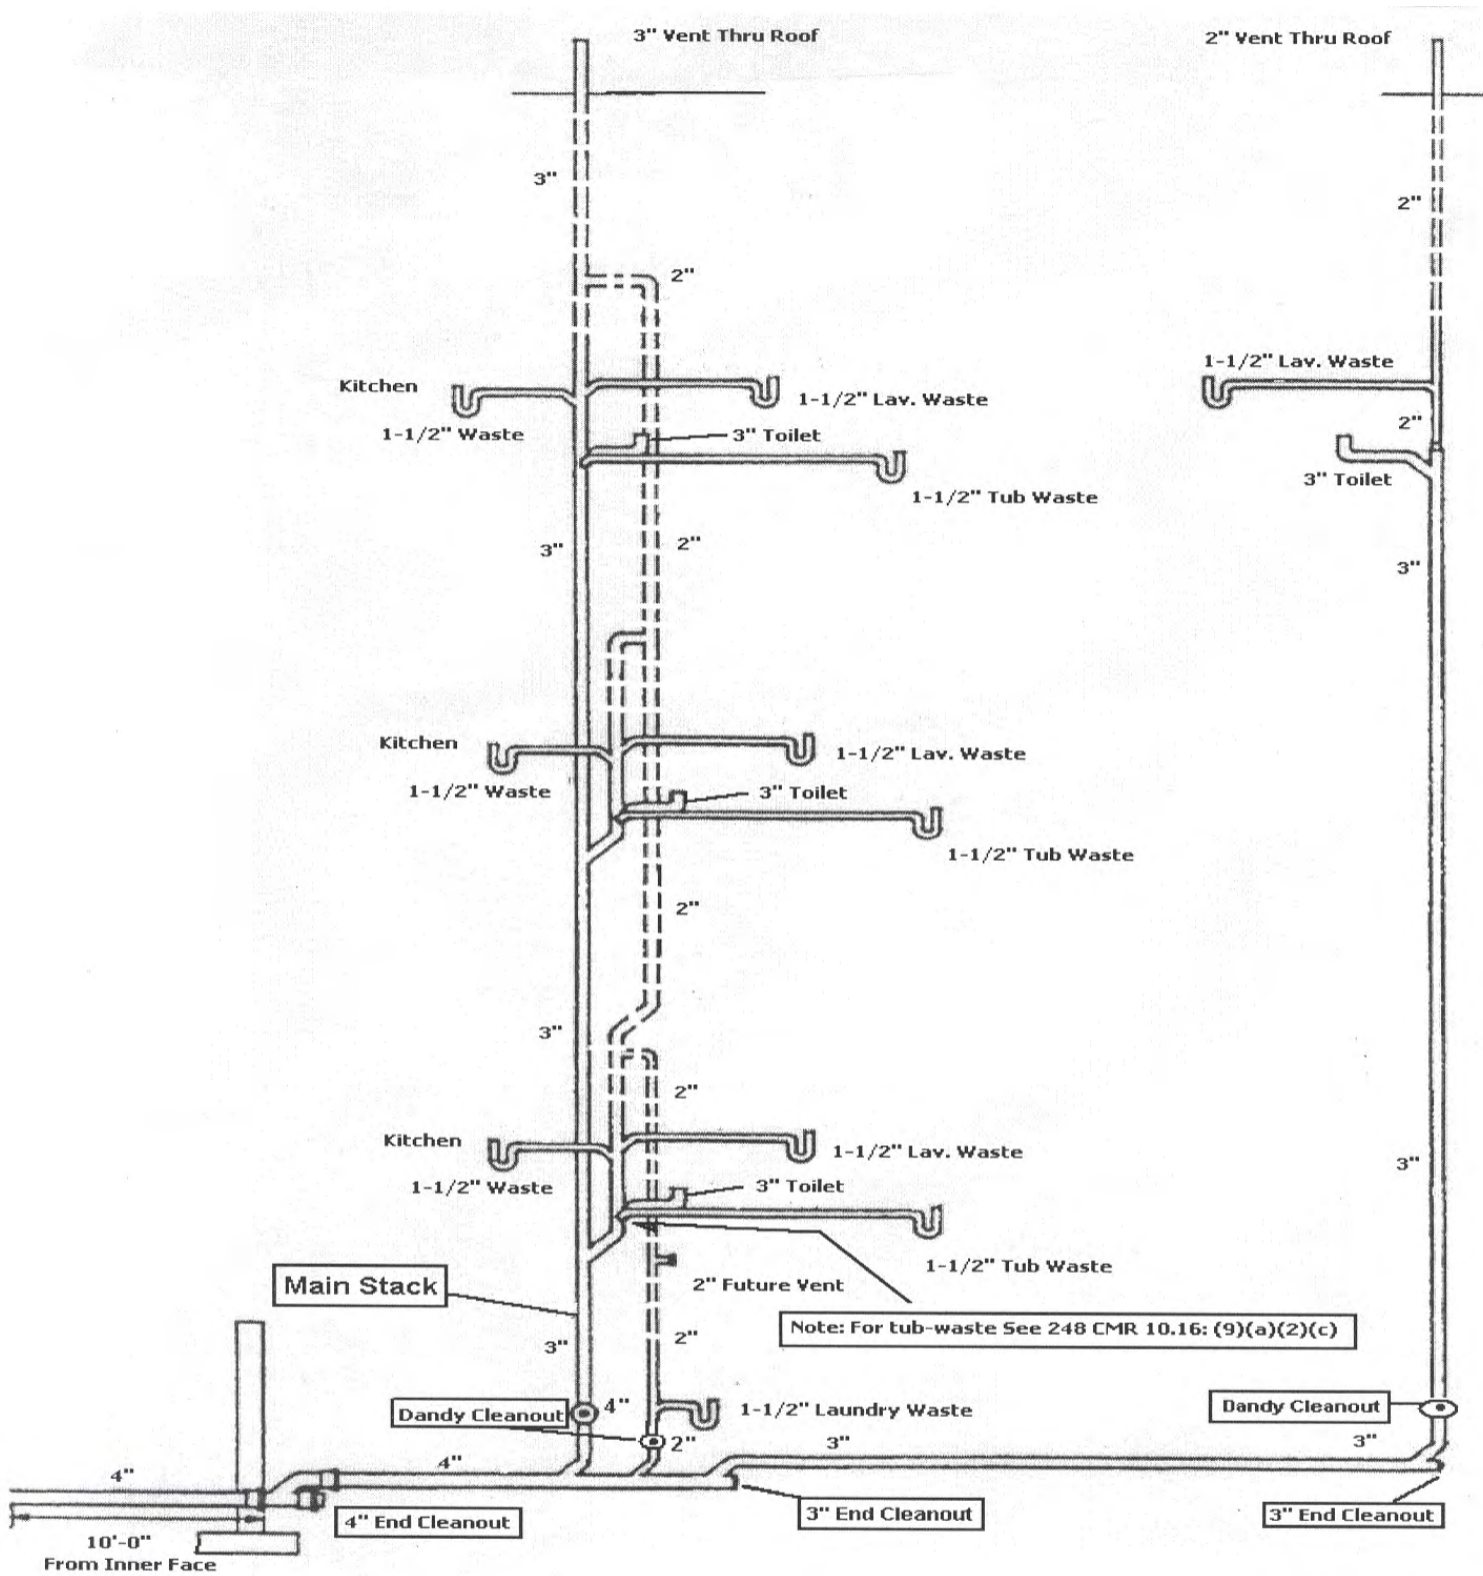 3" Vent Thru Roof
2" Vent Thru Roof
3"
2"
2"
Kitchen
1-1/2" Waste
1-1/2" Lav. Waste
3" Toilet
1-1/2" Tub Waste
1-1/2" Lav. Waste
2"
3" Toilet
3"
2"
3"
Kitchen
1-1/2" Waste
1-1/2" Lav. Waste
3" Toilet
1-1/2" Tub Waste
2"
3"
2"
Kitchen
1-1/2" Waste
1-1/2" Lav. Waste
3" Toilet
3"
1-1/2" Tub Waste
Main Stack
2" Future Vent
Note: For tub-waste See 248 CMR 10.16: (9)(a)(2)(c)
3"
2"
Dandy Cleanout
4"
1-1/2" Laundry Waste
Dandy Cleanout
2"
3"
3"
4"
4"
4" End Cleanout
3" End Cleanout
3" End Cleanout
10'-0"
From Inner Face